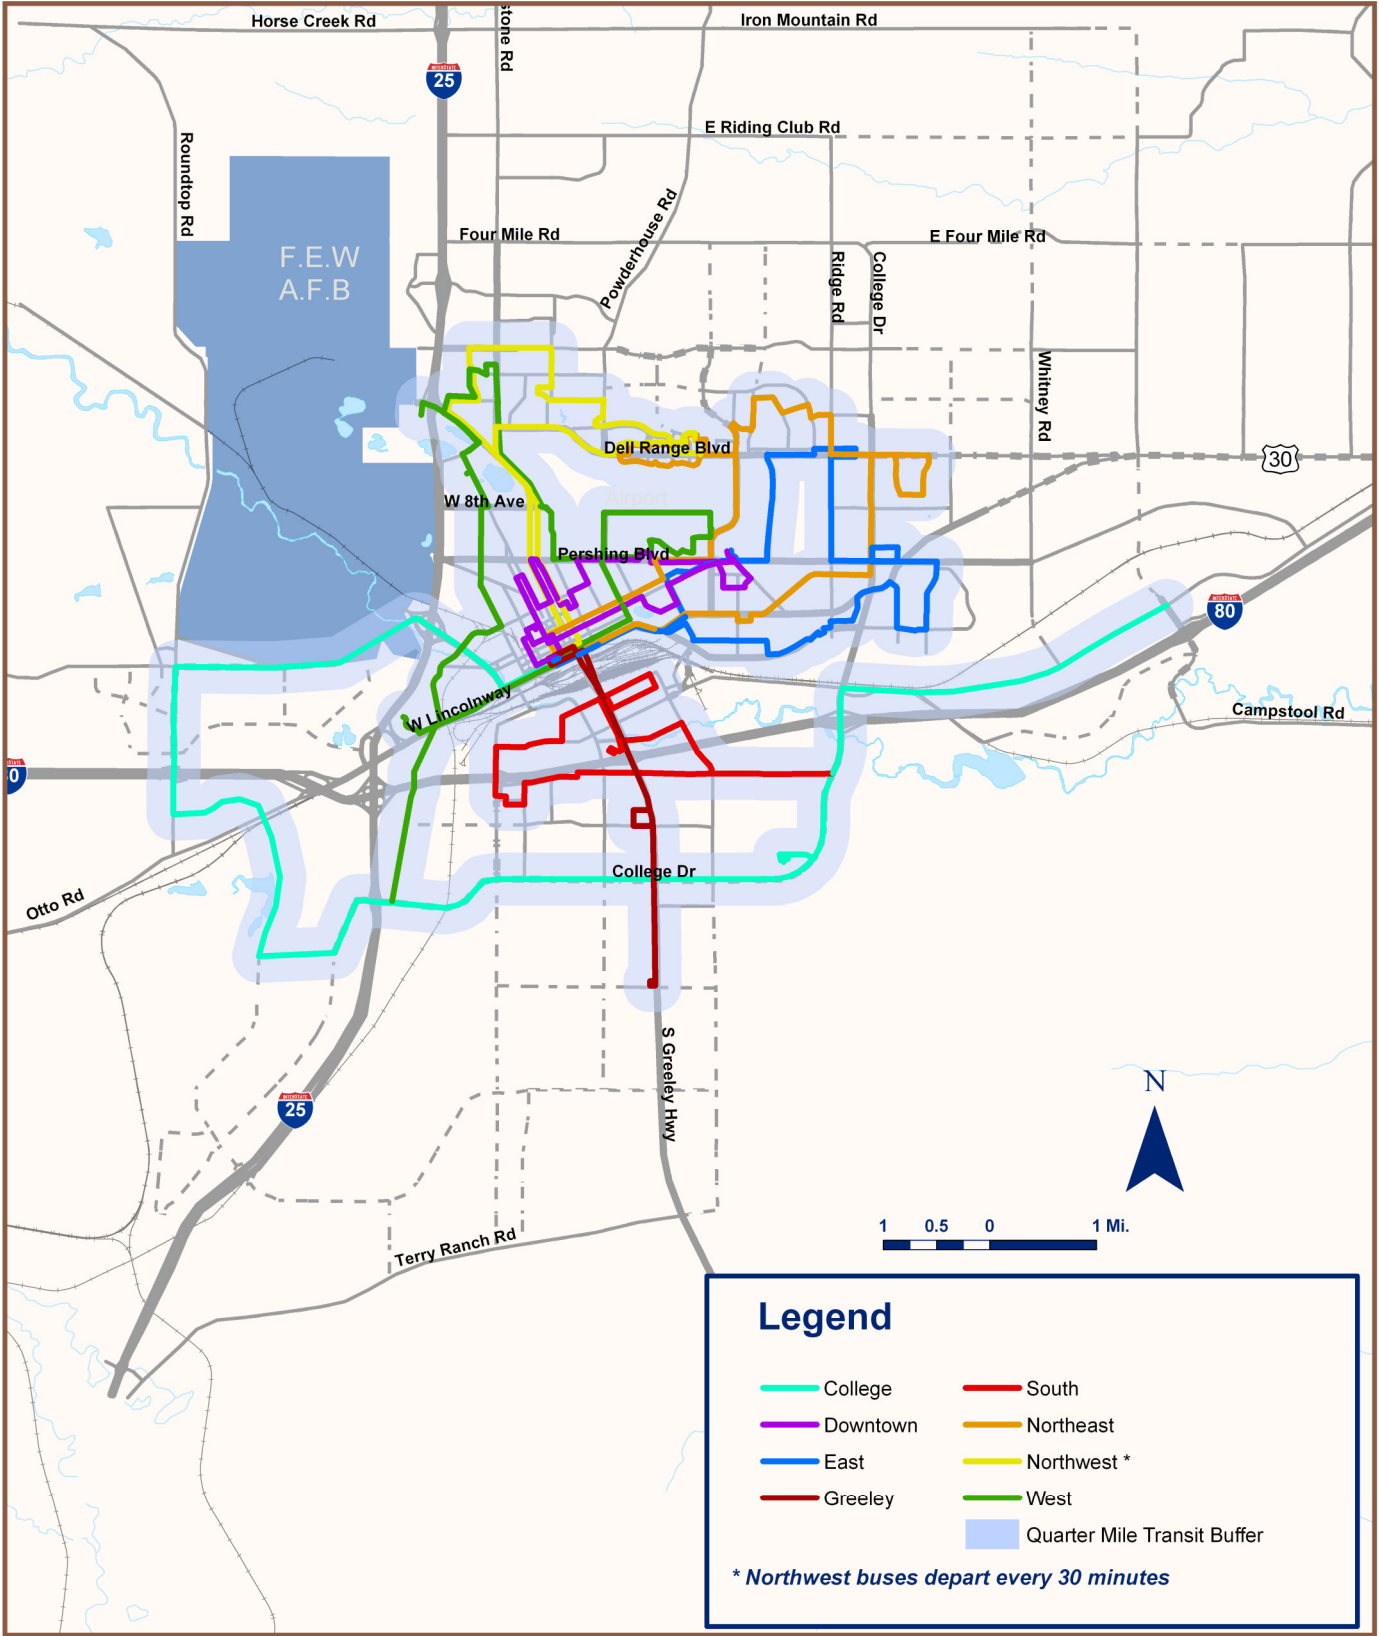 Horse Creek Rd
stone Rd
Iron Mountain Rd
INTERSTATE
25
E Riding Club Rd
Roundtop Rd
Powderhouse Rd
Four Mile Rd
E Four Mile Rd
F.E.W
A.F.B
Ridge Rd
College Dr
Whitney Rd
Dell Range Blvd
30
W 8th Ave
Airport
Pershing Blvd
INTERSTATE
80
W Lincolnway
Campstool Rd
0
College Dr
Otto Rd
S Greeley Hwy
N
INTERSTATE
25
1 0.5 0 1 Mi.
Terry Ranch Rd
Legend
College
South
Downtown
Northeast
East
Northwest *
Greeley
West
Quarter Mile Transit Buffer
* Northwest buses depart every 30 minutes